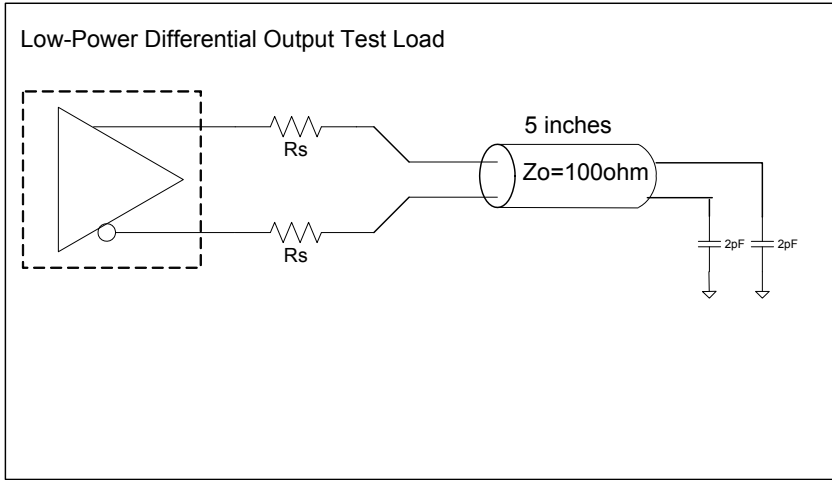 Low-Power Differential Output Test Load
Rs
5 inches
Zo=100ohm
Rs
2pF
2pF